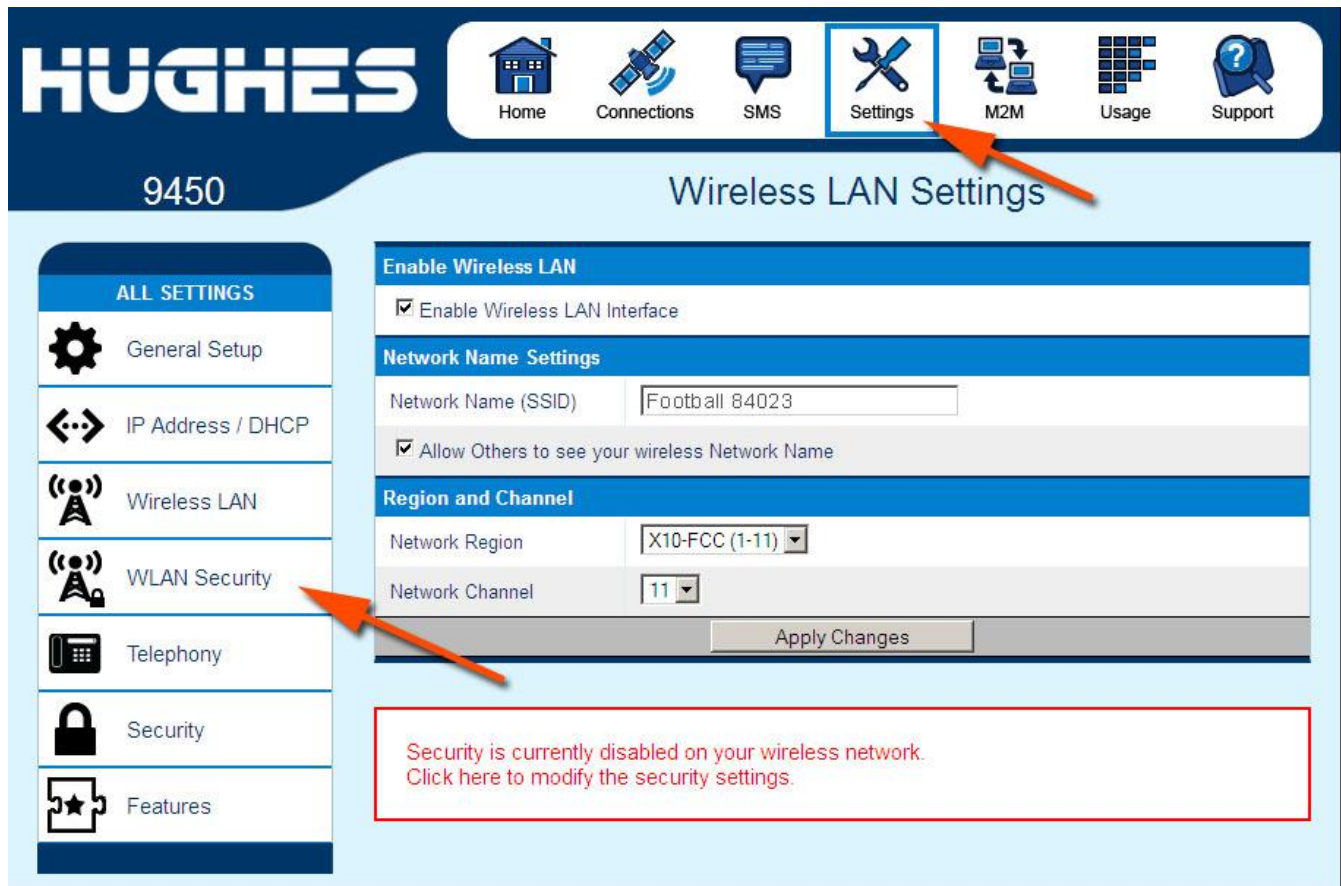 HUGHES
Home Connections SMS Settings M2M Usage Support
9450
Wireless LAN Settings
ALL SETTINGS
General Setup
IP Address / DHCP
Wireless LAN
WLAN Security
Telephony
Security
Features
Enable Wireless LAN
Enable Wireless LAN Interface
Network Name Settings
Network Name (SSID) Football 84023
Allow Others to see your wireless Network Name
Region and Channel
Network Region X10-FCC (1-11)
Network Channel 11
Apply Changes
Security is currently disabled on your wireless network.
Click here to modify the security settings.